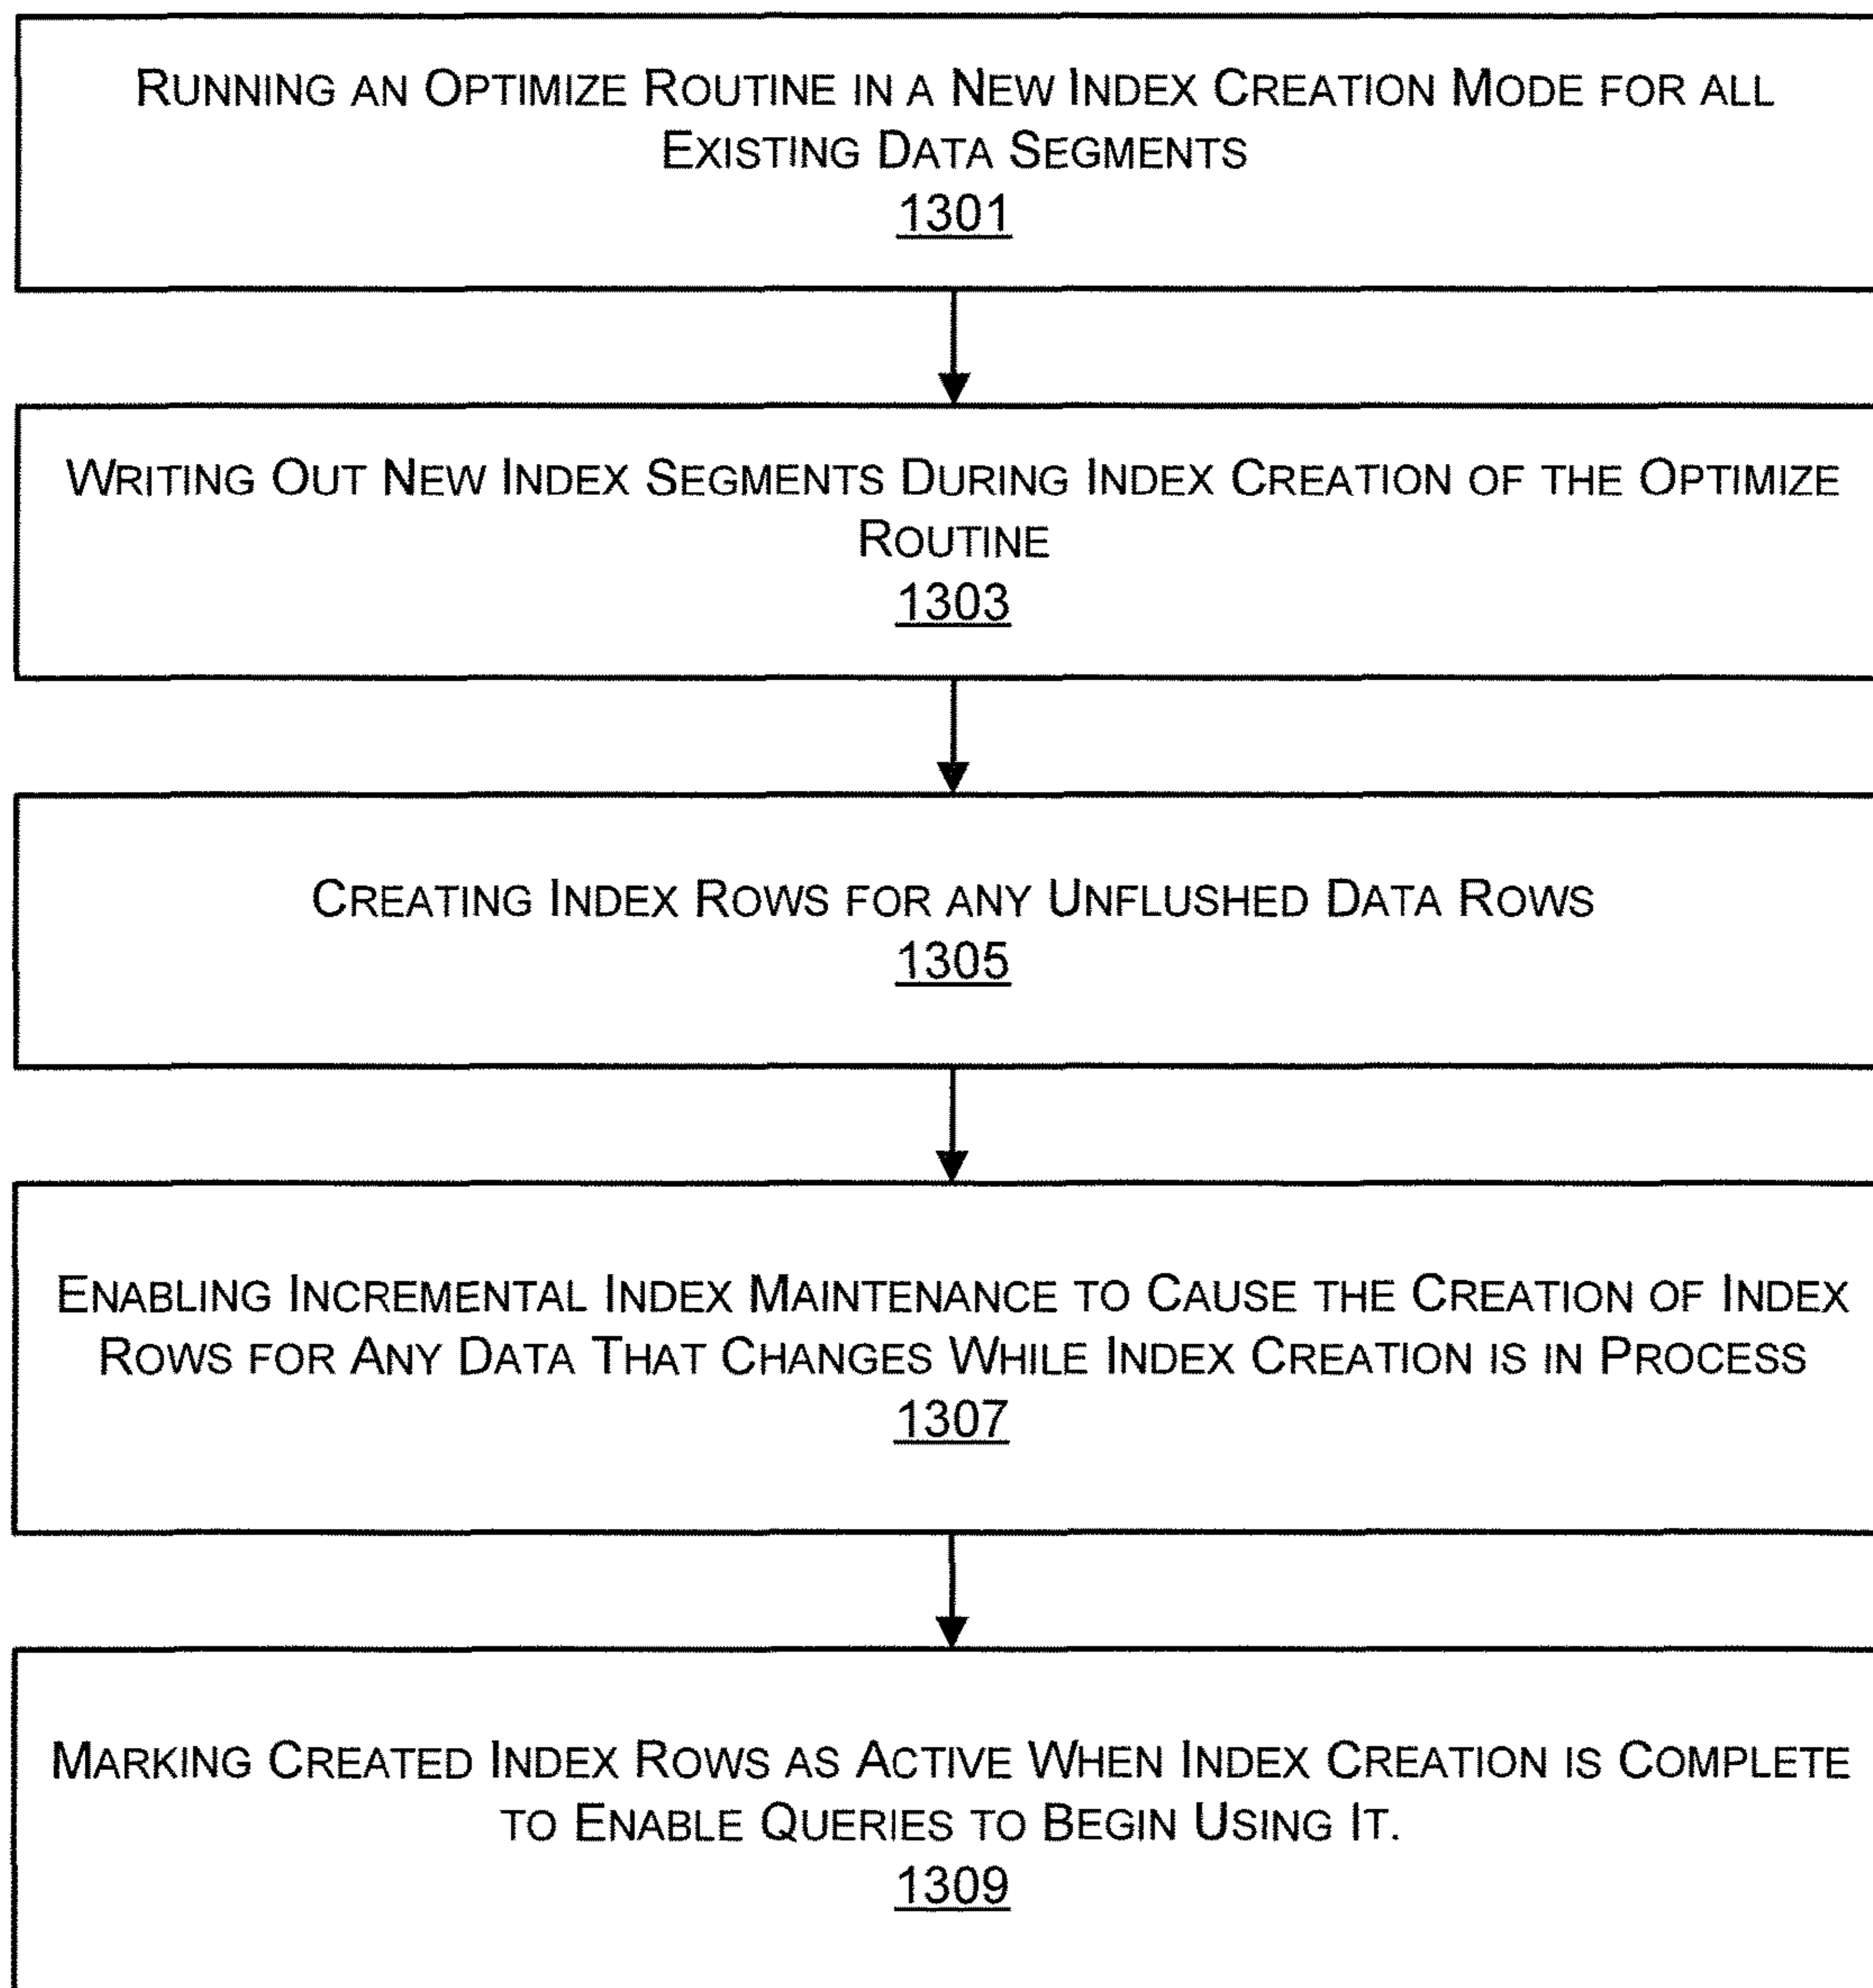 RUNNING AN OPTIMIZE ROUTINE IN A NEW INDEX CREATION MODE FOR ALL
EXISTING DATA SEGMENTS
1301
WRITING OUT NEW INDEX SEGMENTS DURING INDEX CREATION OF THE OPTIMIZE
ROUTINE
1303
CREATING INDEX ROWS FOR ANY UNFLUSHED DATA ROWS
1305
ENABLING INCREMENTAL INDEX MAINTENANCE TO CAUSE THE CREATION OF INDEX
ROWS FOR ANY DATA THAT CHANGES WHILE INDEX CREATION IS IN PROCESS
1307
MARKING CREATED INDEX ROWS AS ACTIVE WHEN INDEX CREATION IS COMPLETE
TO ENABLE QUERIES TO BEGIN USING IT.
1309